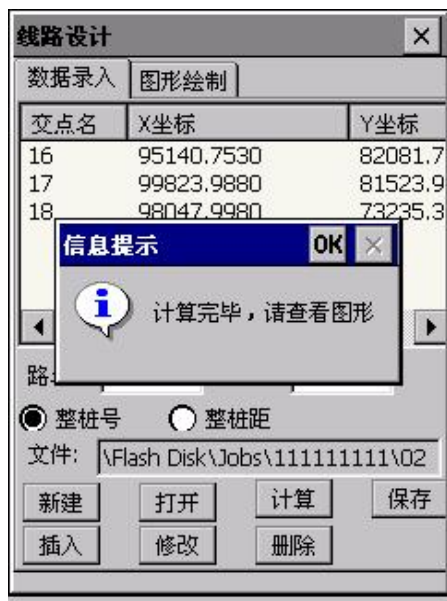 线路设计
数据录入 图形绘制
交点名 X坐标 Y坐标
16 95140.7530 82081.7
17 99823.9880 81523.9
18 98047.9980 73235.3
信息提示 OK
计算完毕，请查看图形
路
整桩号 整桩距
文件: \Flash Disk\Jobs\111111111\02
新建 打开 计算 保存
插入 修改 删除